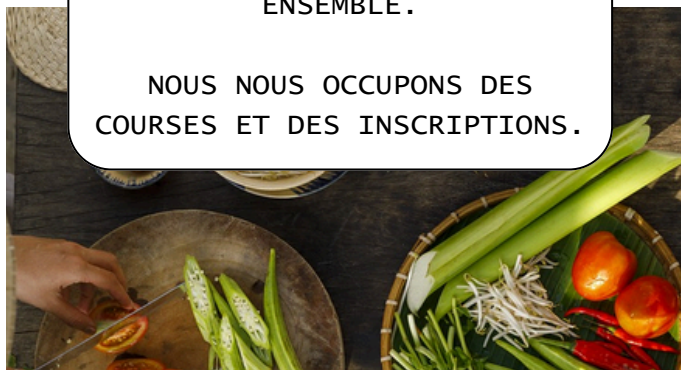 ENSEMBLE.
NOUS NOUS OCCUPONS DES
COURSES ET DES INSCRIPTIONS.